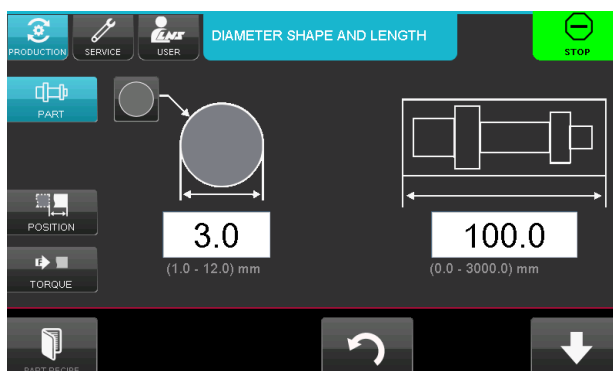 PRODUCTION
SERVICE
USER
DIAMETER SHAPE AND LENGTH
STOP
PART
3.0
100.0
(1.0 - 12.0) mm
(0.0 - 3000.0) mm
POSITION
TORQUE
PART RECIPE